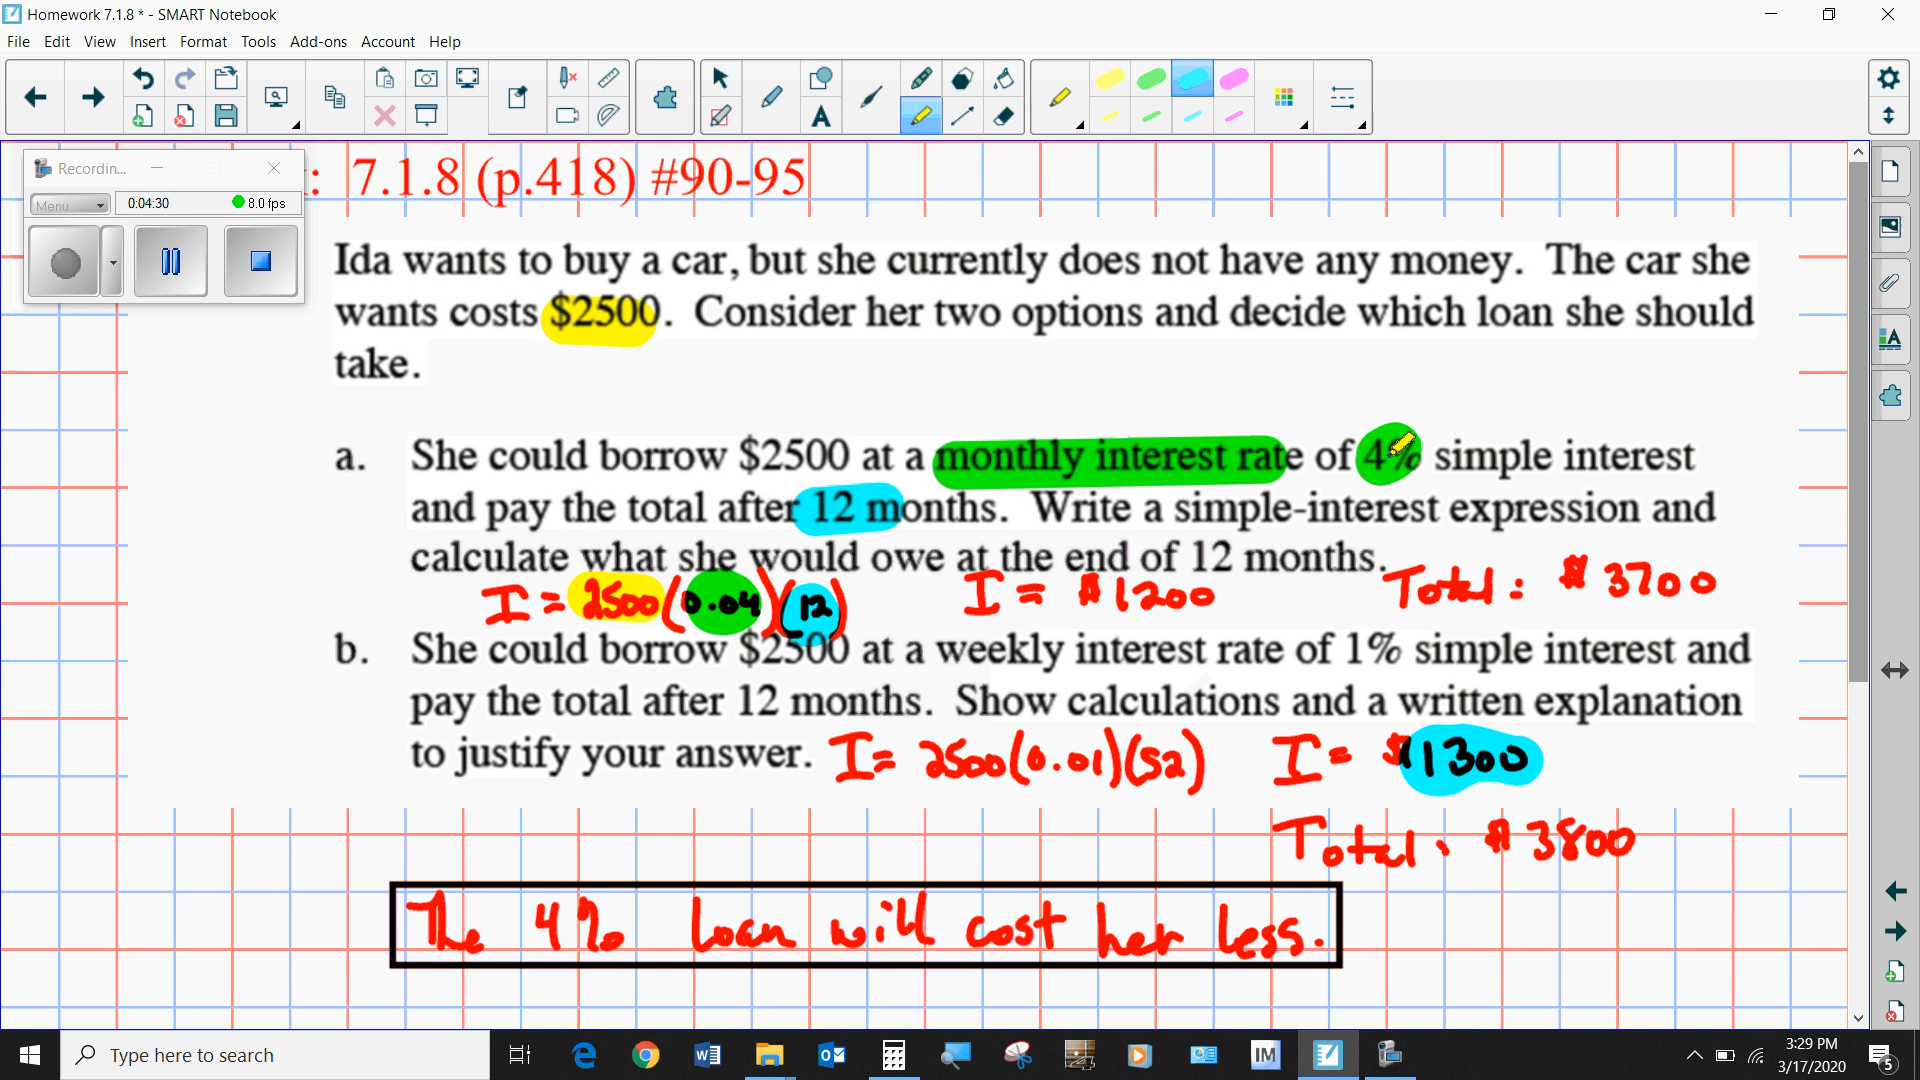 Homework 7.1.8 * - SMART Notebook
File Edit View Insert Format Tools Add-ons Account Help
Recordin...
Menu
0:04:30
8.0 fps
: 7.1.8 (p.418) #90-95
Ida wants to buy a car, but she currently does not have any money. The car she
wants costs $2500. Consider her two options and decide which loan she should
take.
a. She could borrow $2500 at a monthly interest rate of 4% simple interest
and pay the total after 12 months. Write a simple-interest expression and
calculate what she would owe at the end of 12 months.
I = 2500(0.04)(12) I = $1200 Total: $3700
b. She could borrow $2500 at a weekly interest rate of 1% simple interest and
pay the total after 12 months. Show calculations and a written explanation
to justify your answer. I = 2500(0.01)(52) I = $1300
Total: $3800
The 4% loan will cost her less.
Type here to search
IM
3:29 PM
3/17/2020
5